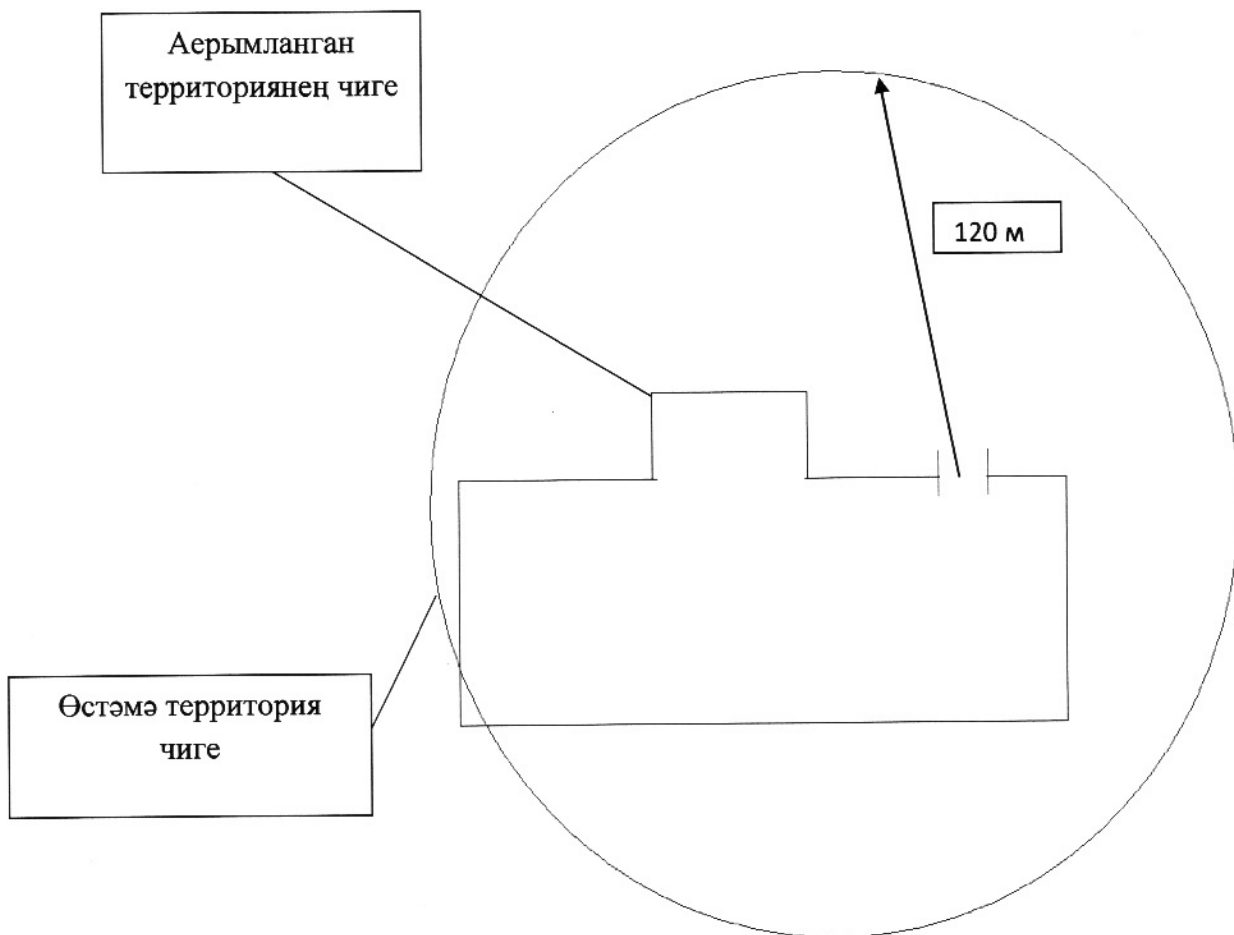 Аерымланган
территориянең чиге
120 м
Өстәмә территория
чиге